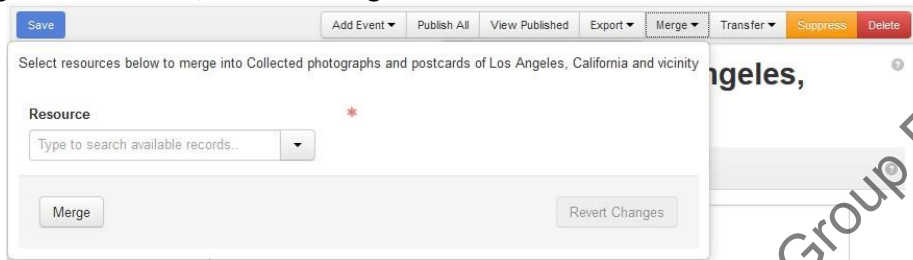 Save Add Event Publish All View Published Export Merge Transfer Suppress Delete
Select resources below to merge into Collected photographs and postcards of Los Angeles, California and vicinity
ngeles,
Resource *
Type to search available records..
Merge Revert Changes
Group